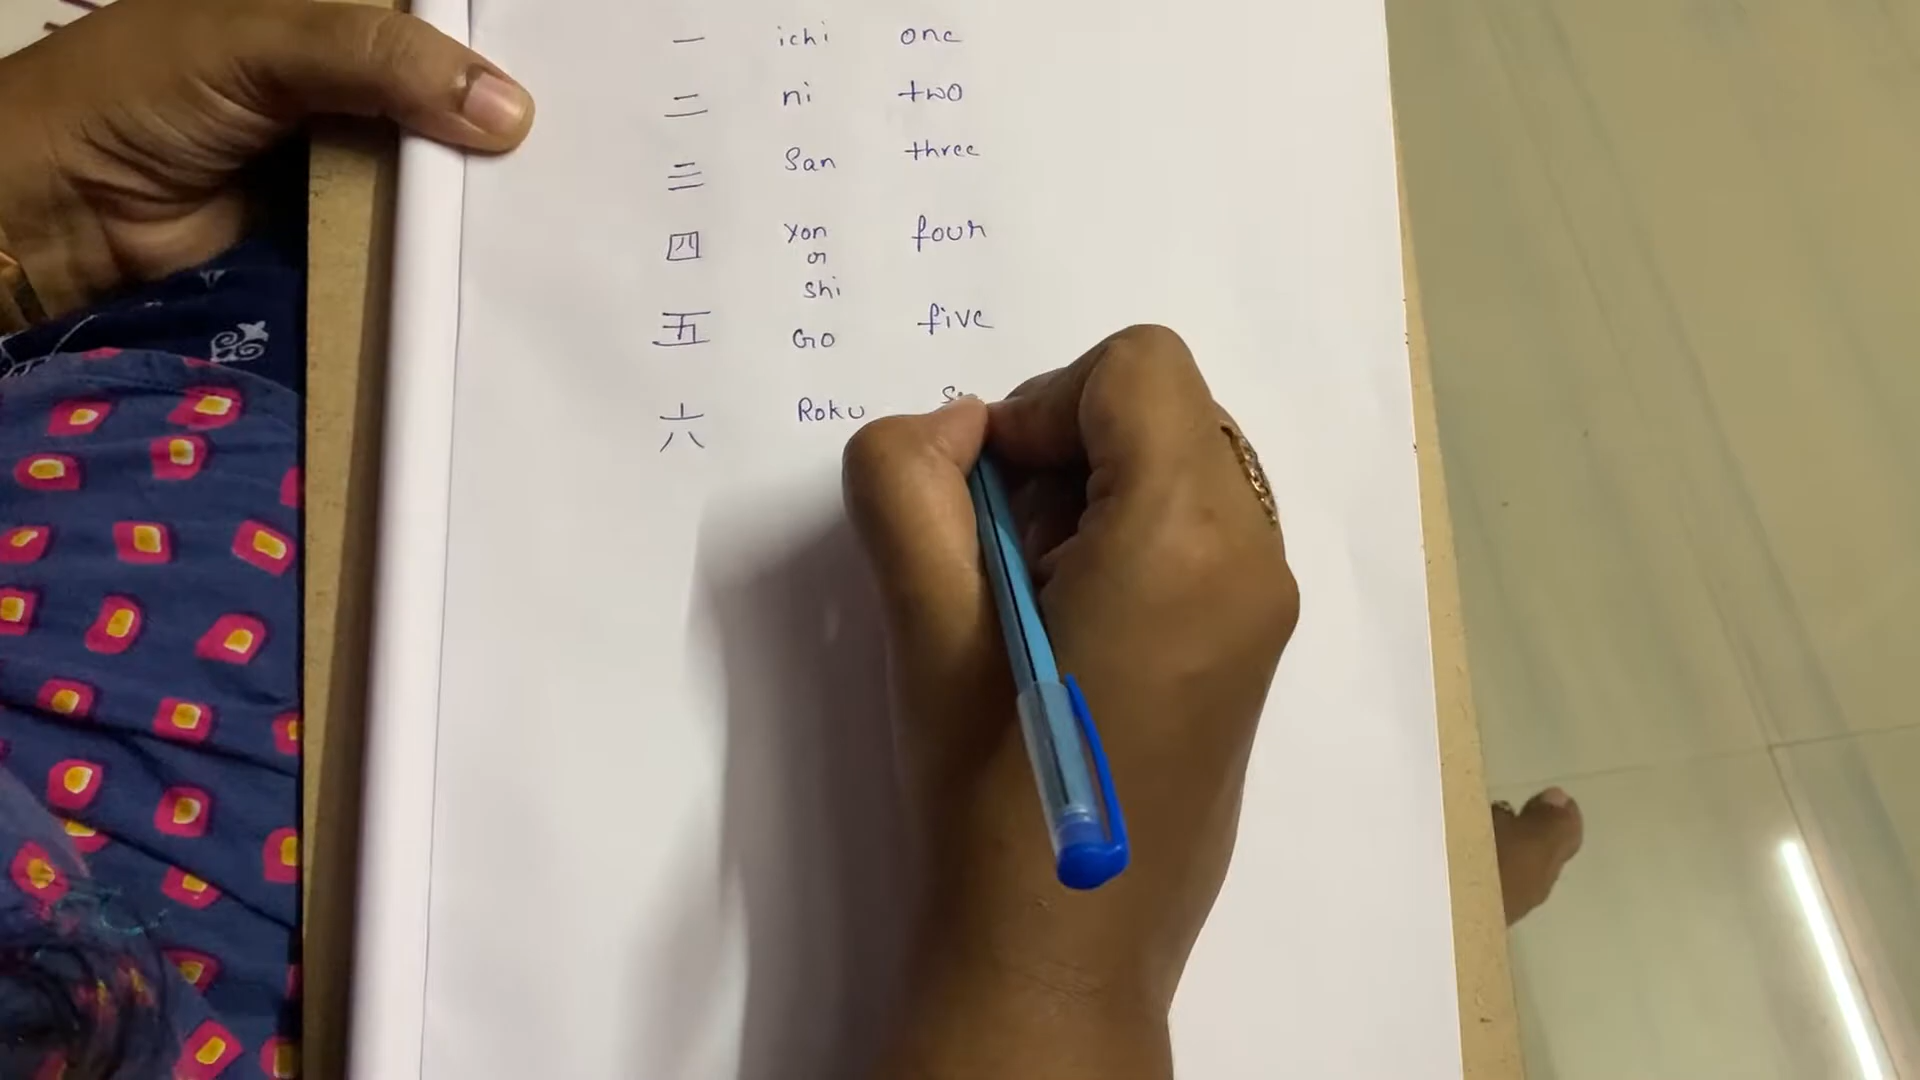 一 ichi one
二 ni two
三 San three
四 Yon four
or
shi
五 Go five
六 Roku